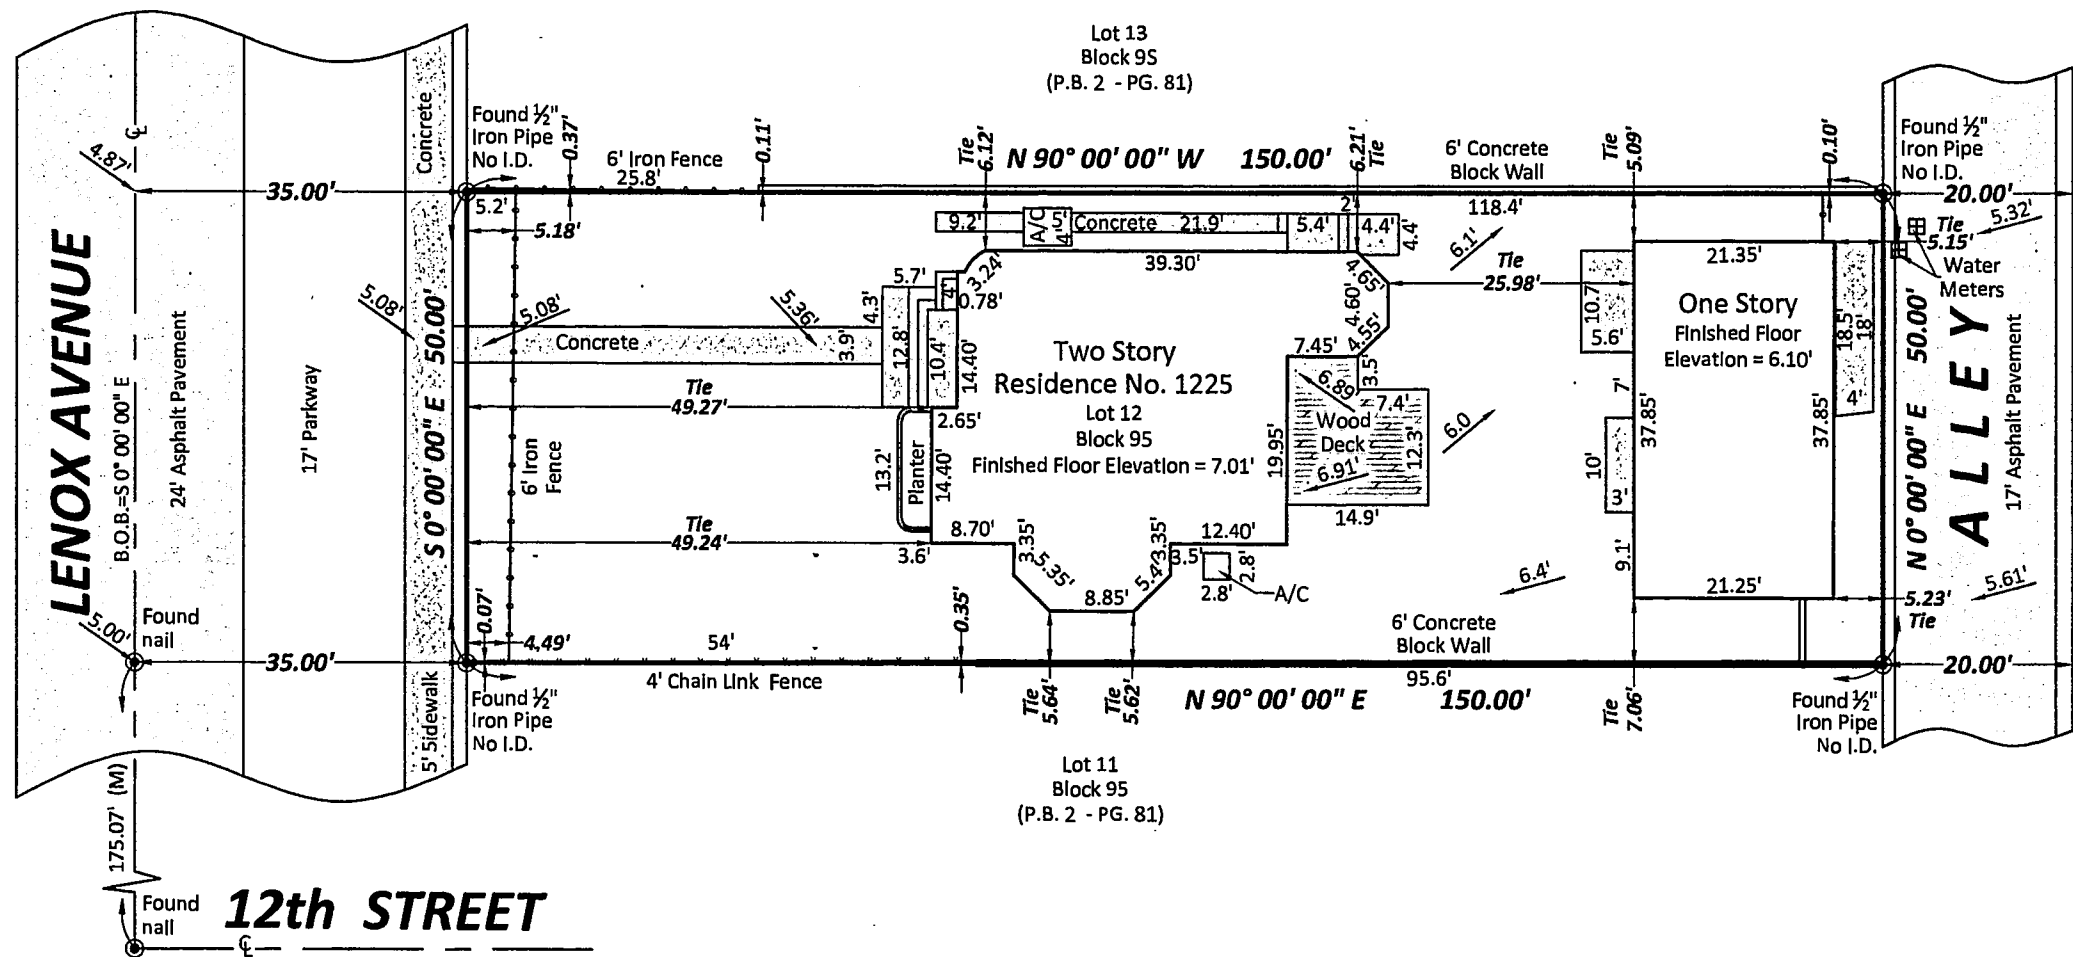 Lot 13
Block 9S
(P.B. 2 - PG. 81)
Concrete
Found ½"
Iron Pipe
No I.D.
0.37'
6' Iron Fence
25.8'
0.11'
Tie
6.12'
N 90° 00' 00" W 150.00'
6.21'
Tie
6' Concrete
Block Wall
Tie
5.09'
0.10'
Found ½"
Iron Pipe
No I.D.
4.87'
35.00'
20.00'
5.2'
5.18'
9.2'
A/C
5'
4'
Concrete
21.9'
5.4'
2'
4.4'
4.4'
118.4'
6.1'
Tie
5.15'
5.32'
Water
Meters
LENOX AVENUE
B.O.B.=S 0° 00' 00" E
24' Asphalt Pavement
17' Parkway
5.08'
S 0° 00' 00" E 50.00'
5.08'
Concrete
5.36'
3.9'
5.7'
4.3'
4'
3.24'
0.78'
12.8'
10.4'
14.40'
39.30'
4.65'
4.60'
4.55'
Tie
25.98'
21.35'
10.7'
5.6'
One Story
Finished Floor
Elevation = 6.10'
18.5'
18'
4'
Two Story
Residence No. 1225
Lot 12
Block 95
Finished Floor Elevation = 7.01'
7.45'
3.5'
6.89'
7.4'
Wood
Deck
6.91'
12.3'
14.9'
19.95'
6.0
7'
37.85'
37.85'
10'
3'
9.1'
N 0° 00' 00" E 50.00'
ALLEY
17' Asphalt Pavement
Tie
49.27'
2.65'
6' Iron
Fence
13.2'
Planter
14.40'
Tie
49.24'
8.70'
3.6'
3.35'
5.35'
8.85'
5.4'
3.35'
12.40'
3.5'
2.8'
2.8'
A/C
6.4'
21.25'
5.23'
Tie
5.61'
Found
nail
5.00'
35.00'
0.07'
4.49'
54'
0.35'
4' Chain Link Fence
Tie
5.64'
Tie
5.62'
6' Concrete
Block Wall
95.6'
N 90° 00' 00" E 150.00'
Tie
7.06'
20.00'
5' Sidewalk
Found ½"
Iron Pipe
No I.D.
Found ½"
Iron Pipe
No I.D.
Lot 11
Block 95
(P.B. 2 - PG. 81)
175.07' (M)
Found
nail
12th STREET